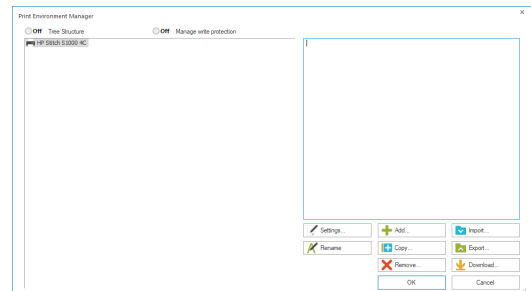 Print Environment Manager
Off Tree Structure Off Manage write protection
HP Stitch S1000 4C
Settings... Add... Import...
Rename Copy... Export...
Remove... Download...
OK Cancel